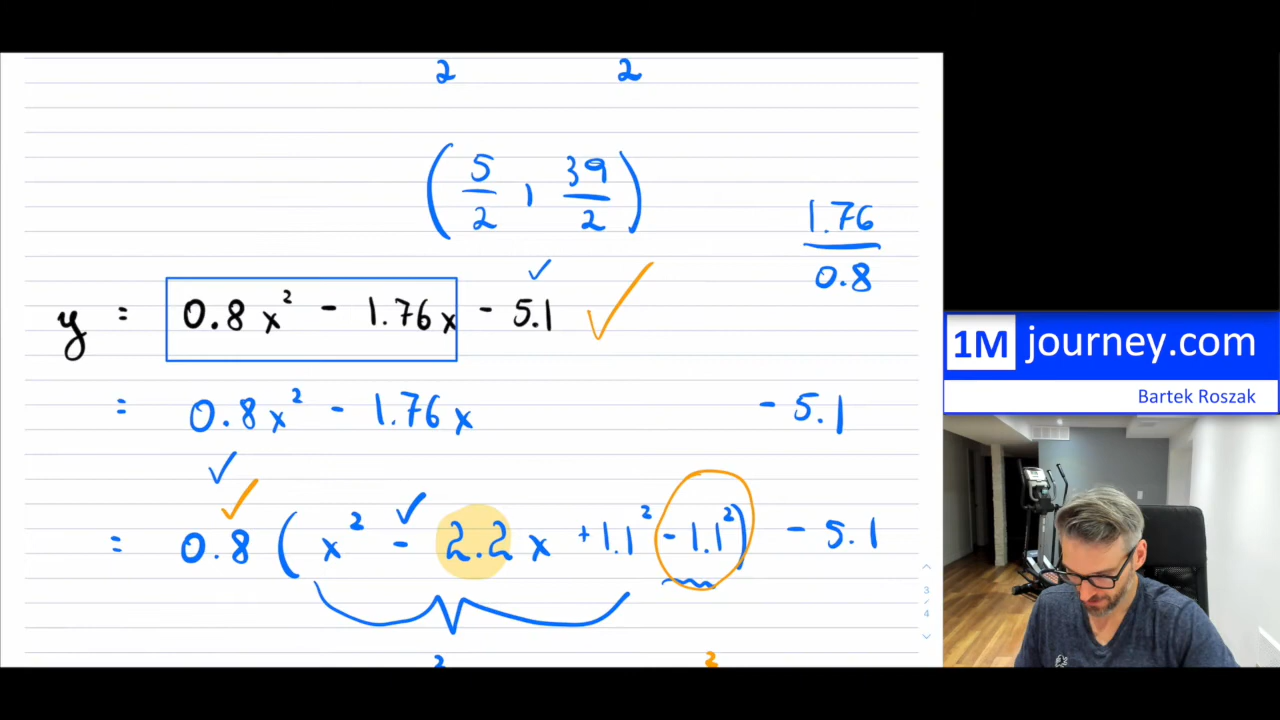 2 2
( 5/2 , 39/2 )
1.76
0.8
y = 0.8x² - 1.76x - 5.1
= 0.8x² - 1.76x - 5.1
= 0.8 ( x² - 2.2x + 1.1² - 1.1² ) - 5.1
1M journey.com
Bartek Roszak
3
/
4